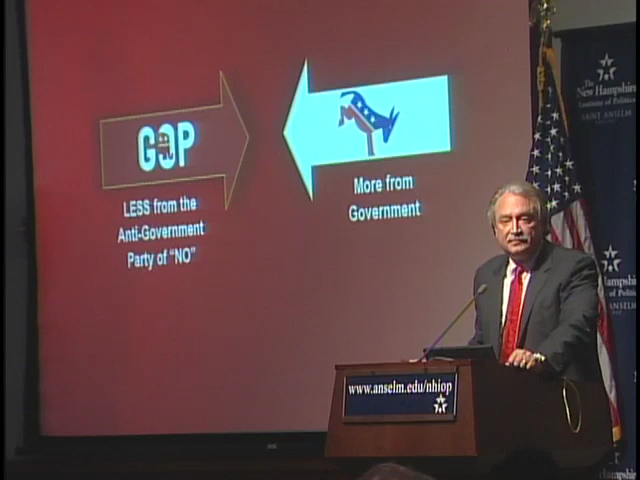 GOP
LESS from the
Anti-Government
Party of "NO"
More from
Government
The
New Hampshire
Institute of Politics
SAINT ANSELM
www.anselm.edu/nhiop